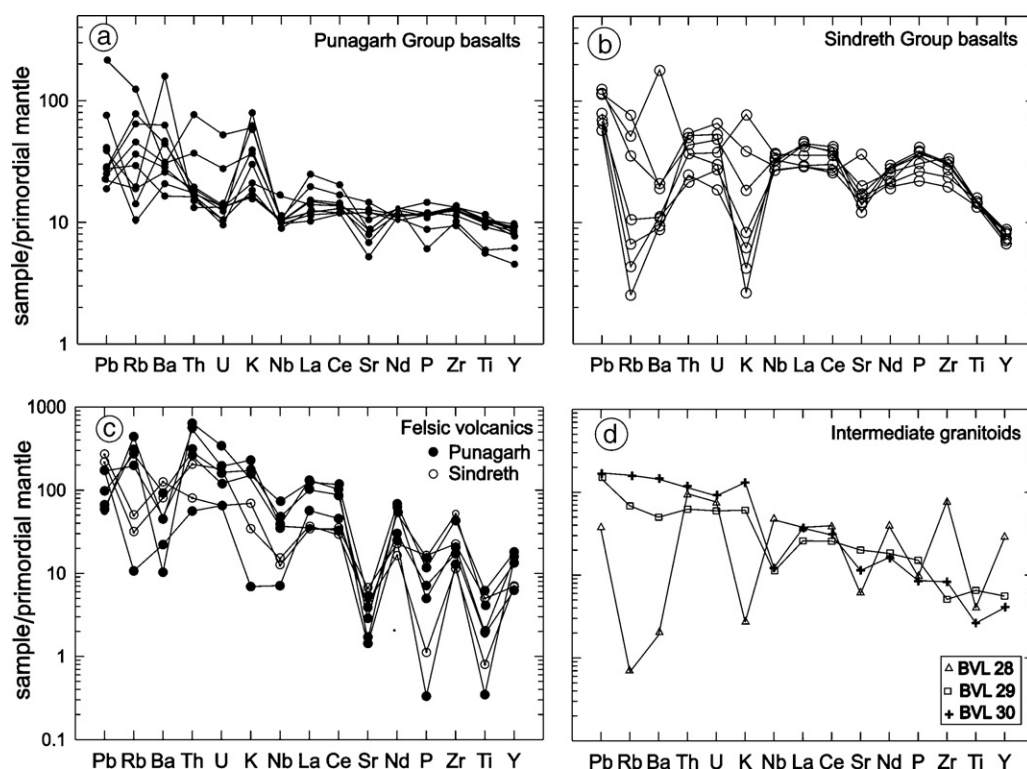 a
Punagarh Group basalts
100
10
1
sample/primordial mantle
Pb Rb Ba Th U K Nb La Ce Sr Nd P Zr Ti Y
b
Sindreth Group basalts
Pb Rb Ba Th U K Nb La Ce Sr Nd P Zr Ti Y
c
Felsic volcanics
Punagarh
Sindreth
1000
100
10
1
0.1
sample/primordial mantle
Pb Rb Ba Th U K Nb La Ce Sr Nd P Zr Ti Y
d
Intermediate granitoids
BVL 28
BVL 29
BVL 30
Pb Rb Ba Th U K Nb La Ce Sr Nd P Zr Ti Y